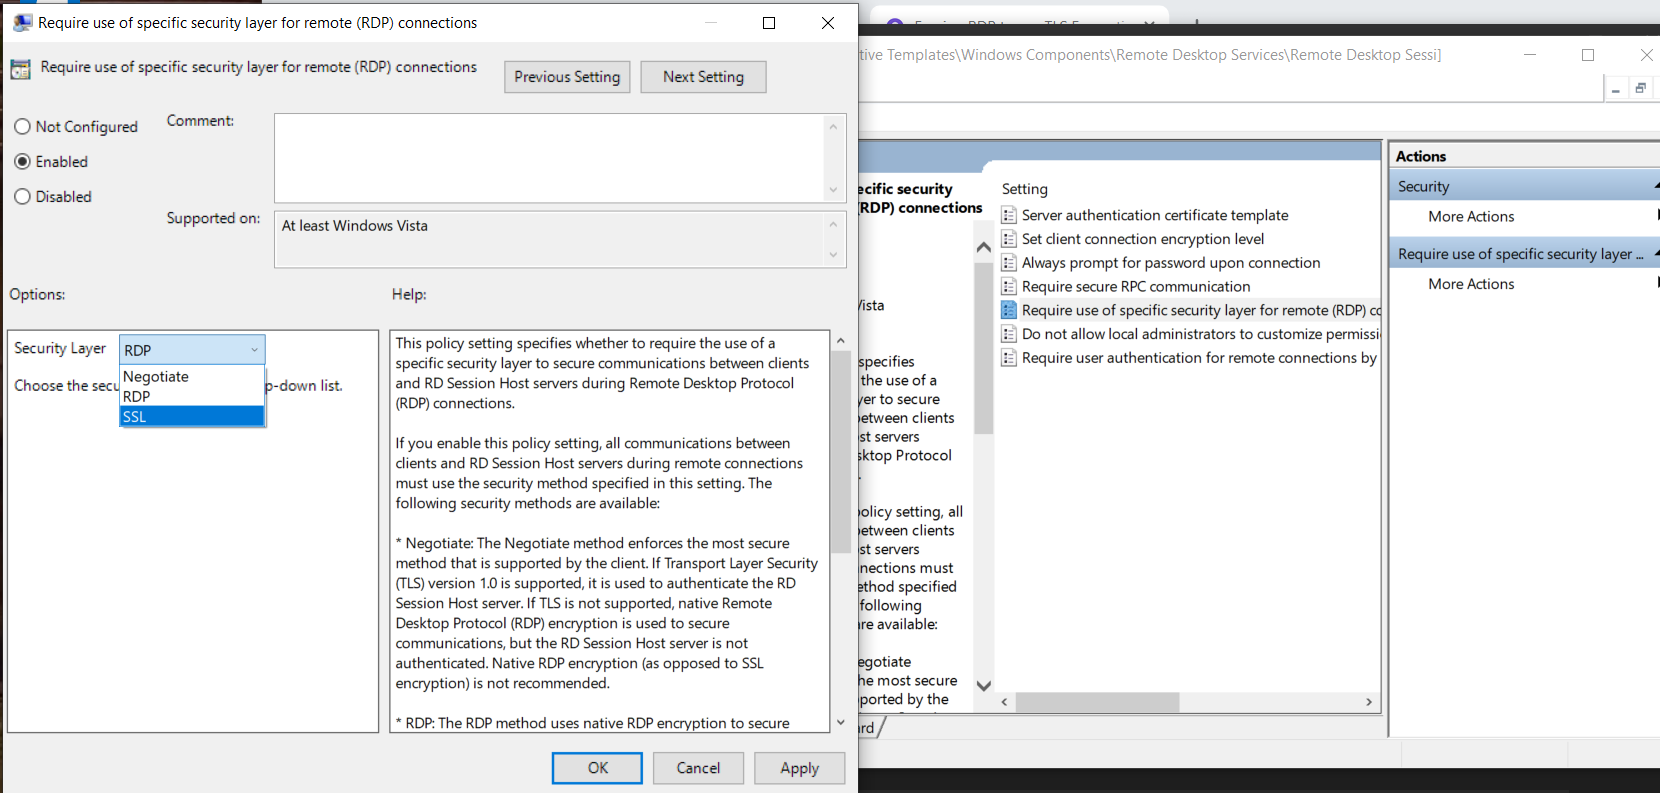 Require use of specific security layer for remote (RDP) connections
Require use of specific security layer for remote (RDP) connections
Previous Setting
Next Setting
Not Configured
Enabled
Disabled
Comment:
Supported on:
At least Windows Vista
Options:
Help:
Security Layer
RDP
Negotiate
RDP
SSL
Choose the secu
p-down list.
This policy setting specifies whether to require the use of a
specific security layer to secure communications between clients
and RD Session Host servers during Remote Desktop Protocol
(RDP) connections.
If you enable this policy setting, all communications between
clients and RD Session Host servers during remote connections
must use the security method specified in this setting. The
following security methods are available:
* Negotiate: The Negotiate method enforces the most secure
method that is supported by the client. If Transport Layer Security
(TLS) version 1.0 is supported, it is used to authenticate the RD
Session Host server. If TLS is not supported, native Remote
Desktop Protocol (RDP) encryption is used to secure
communications, but the RD Session Host server is not
authenticated. Native RDP encryption (as opposed to SSL
encryption) is not recommended.
* RDP: The RDP method uses native RDP encryption to secure
OK
Cancel
Apply
tive Templates\Windows Components\Remote Desktop Services\Remote Desktop Sessi]
ecific security
(RDP) connections
Vista
specifies
the use of a
yer to secure
between clients
st servers
sktop Protocol
.
policy setting, all
between clients
st servers
nnections must
ethod specified
following
are available:
egotiate
he most secure
ported by the
rd
Setting
Server authentication certificate template
Set client connection encryption level
Always prompt for password upon connection
Require secure RPC communication
Require use of specific security layer for remote (RDP) co
Do not allow local administrators to customize permissi
Require user authentication for remote connections by
Actions
Security
More Actions
Require use of specific security layer ...
More Actions